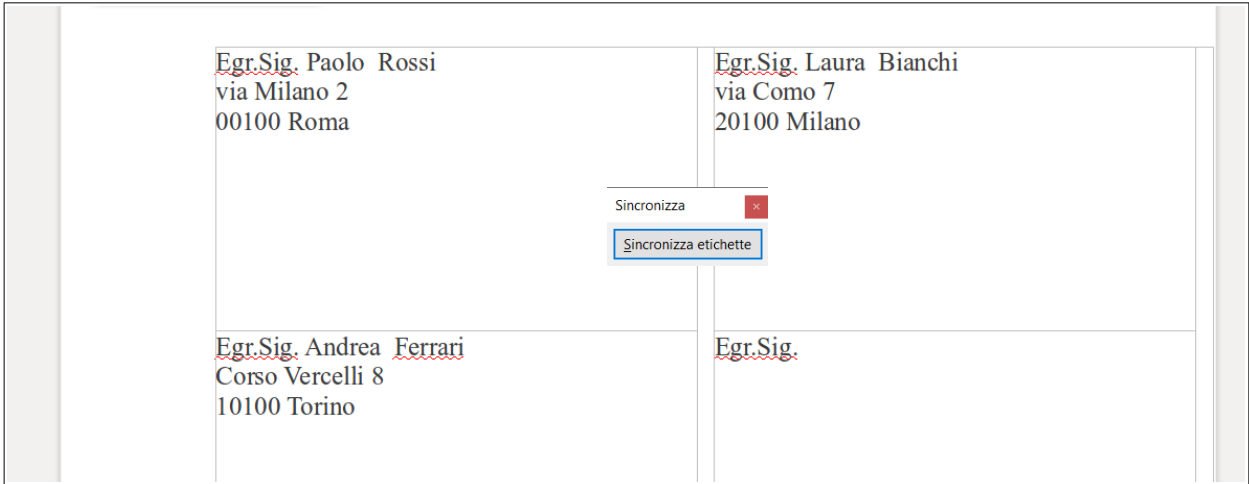 Egr.Sig. Paolo  Rossi
via Milano 2
00100 Roma
Egr.Sig. Laura  Bianchi
via Como 7
20100 Milano
Sincronizza
Sincronizza etichette
Egr.Sig. Andrea  Ferrari
Corso Vercelli 8
10100 Torino
Egr.Sig.